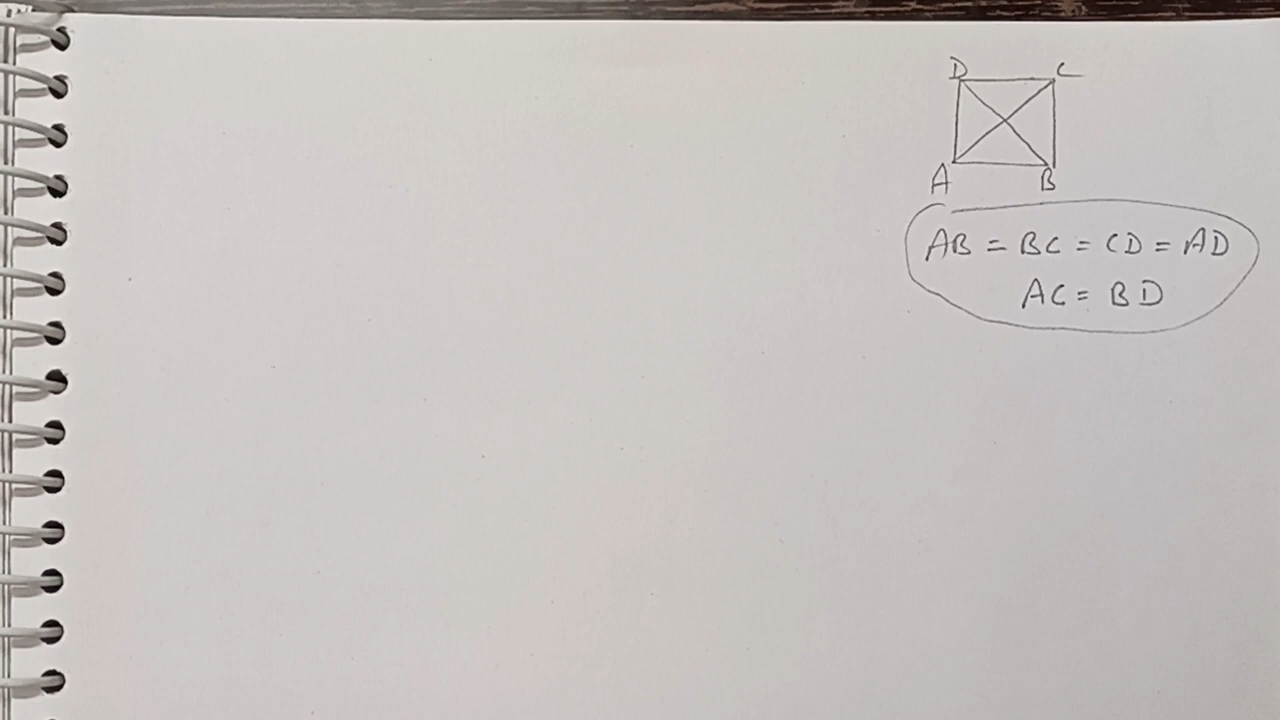 D C
A B
AB = BC = CD = AD
AC = BD